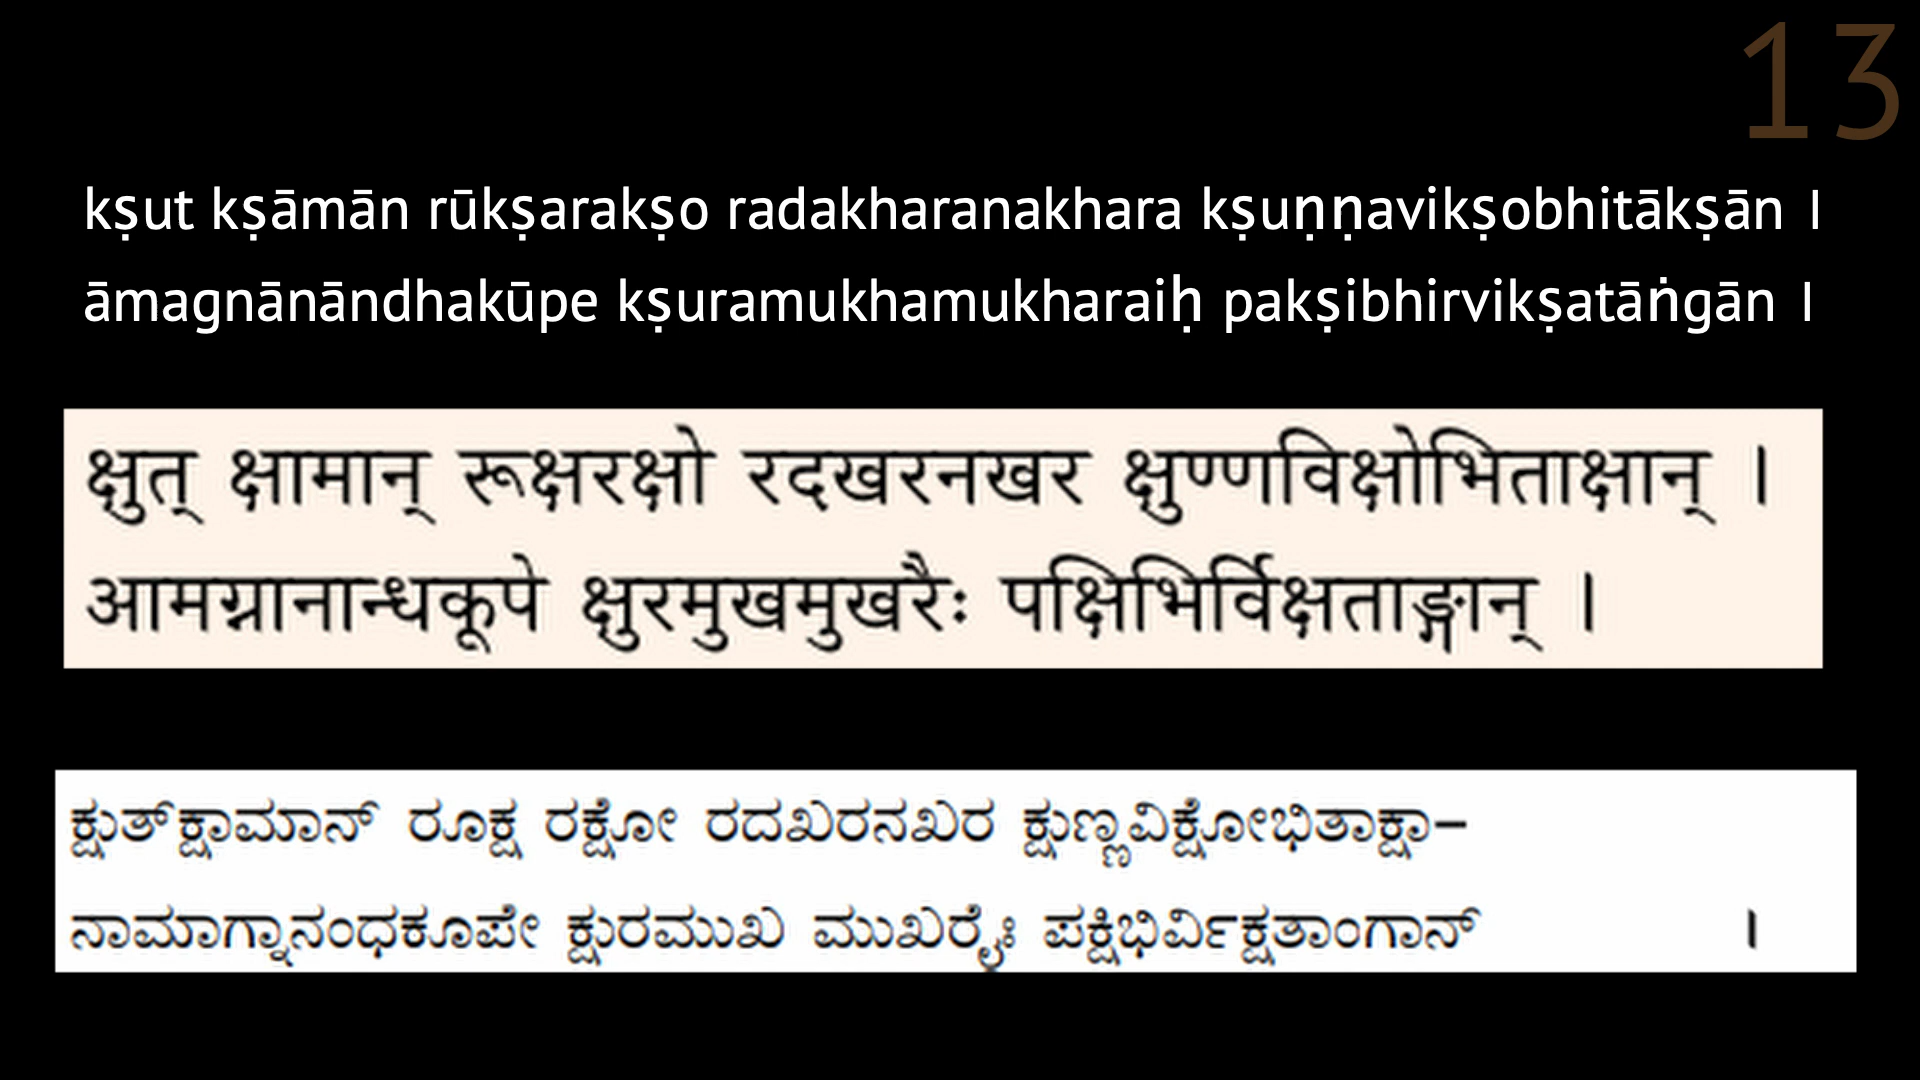 13
kṣut kṣāmān rūkṣarakṣo radakharanakhara kṣuṇṇavikṣobhitākṣān ।
āmagnānāndhakūpe kṣuramukhamukharaiḥ pakṣibhirvikṣatāṅgān ।
क्षुत् क्षामान् रूक्षरक्षो रदखरनखर क्षुण्णविक्षोभिताक्षान् ।
आमग्नानान्धकूपे क्षुरमुखमुखरैः पक्षिभिर्विक्षताङ्गान् ।
ಕ್ಷುತ್‌ಕ್ಷಾಮಾನ್ ರೂಕ್ಷ ರಕ್ಷೋ ರದಖರನಖರ ಕ್ಷುಣ್ಣವಿಕ್ಷೋಭಿತಾಕ್ಷಾ–
ನಾಮಾಗ್ನಾನಂಧಕೂಪೇ ಕ್ಷುರಮುಖ ಮುಖರೈಃ ಪಕ್ಷಿಭಿರ್ವಿಕ್ಷತಾಂಗಾನ್ ।